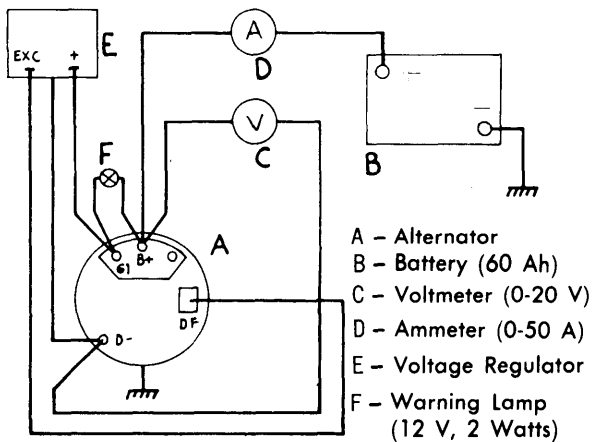 EXC +
E
A
D
V
C
B
F
A
61 B+
DF
D-
A – Alternator
B – Battery (60 Ah)
C – Voltmeter (0-20 V)
D – Ammeter (0-50 A)
E – Voltage Regulator
F – Warning Lamp
(12 V, 2 Watts)